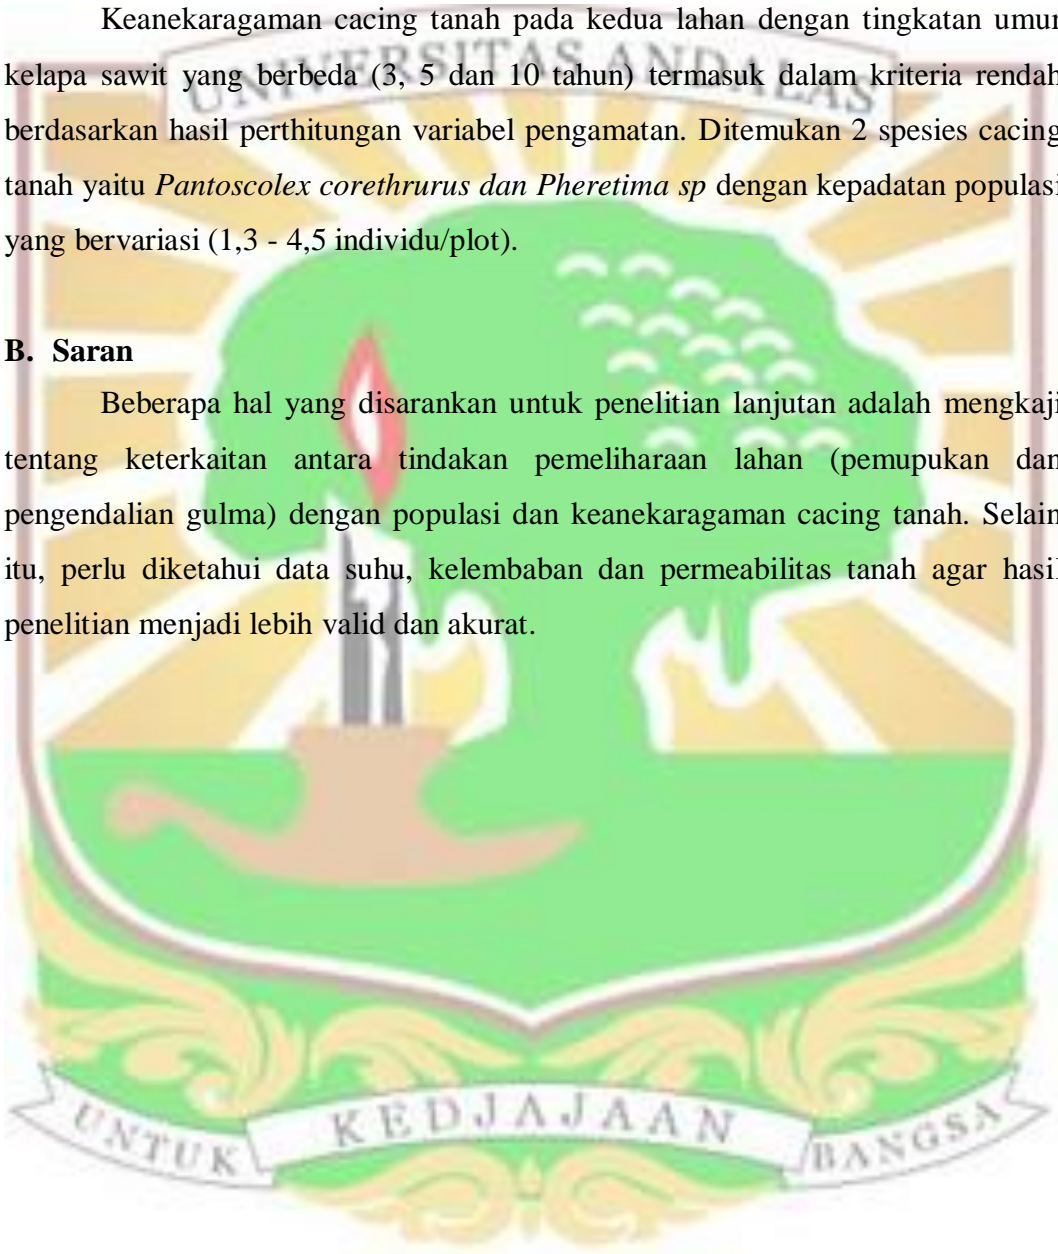 Keanekaragaman cacing tanah pada kedua lahan dengan tingkatan umur
UNIVERSITAS ANDALAS
kelapa sawit yang berbeda (3, 5 dan 10 tahun) termasuk dalam kriteria rendah
berdasarkan hasil perthitungan variabel pengamatan. Ditemukan 2 spesies cacing
tanah yaitu Pantoscolex corethrurus dan Pheretima sp dengan kepadatan populasi
yang bervariasi (1,3 - 4,5 individu/plot).
B. Saran
Beberapa hal yang disarankan untuk penelitian lanjutan adalah mengkaji
tentang keterkaitan antara tindakan pemeliharaan lahan (pemupukan dan
pengendalian gulma) dengan populasi dan keanekaragaman cacing tanah. Selain
itu, perlu diketahui data suhu, kelembaban dan permeabilitas tanah agar hasil
penelitian menjadi lebih valid dan akurat.
UNTUK KEDJAJAAN BANGSA